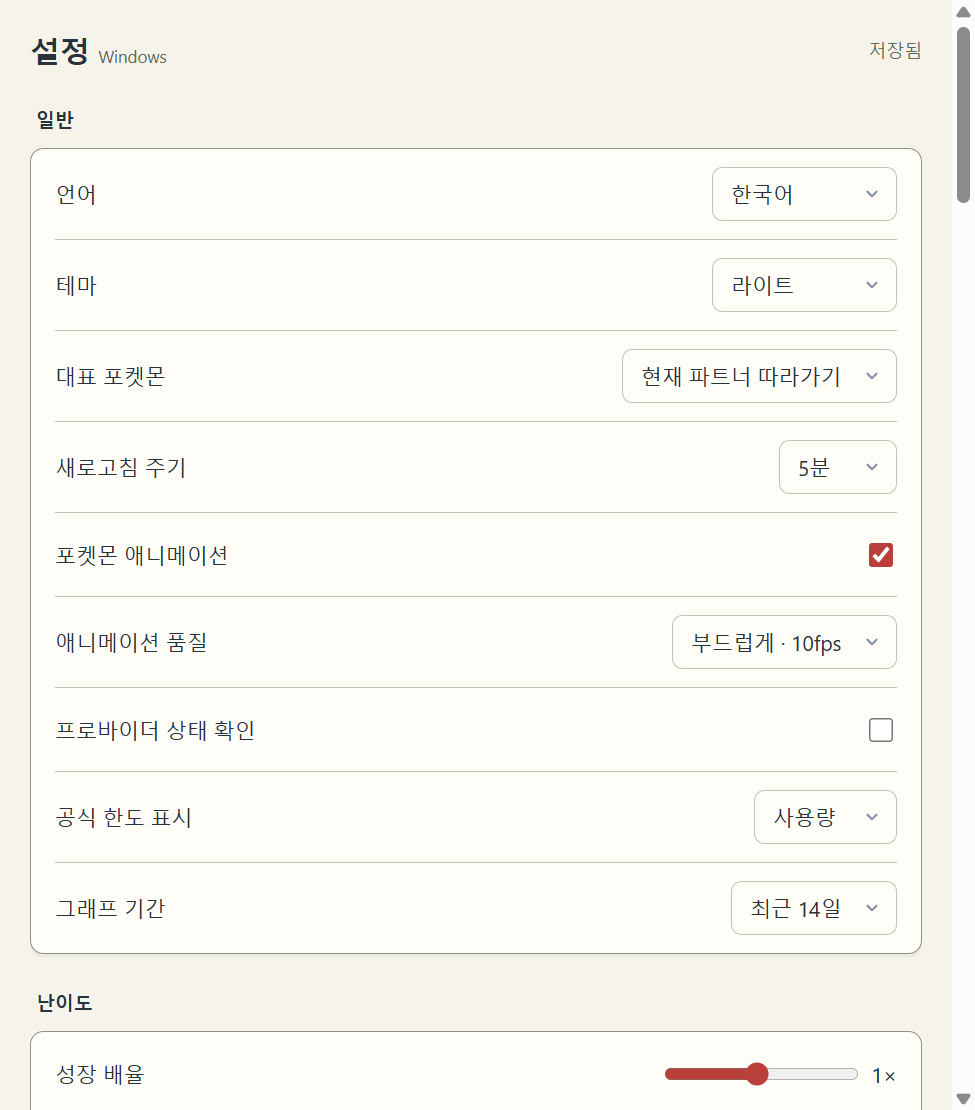 설정 Windows 저장됨
일반
언어 한국어
테마 라이트
대표 포켓몬 현재 파트너 따라가기
새로고침 주기 5분
포켓몬 애니메이션
애니메이션 품질 부드럽게 · 10fps
프로바이더 상태 확인
공식 한도 표시 사용량
그래프 기간 최근 14일
난이도
성장 배율 1×